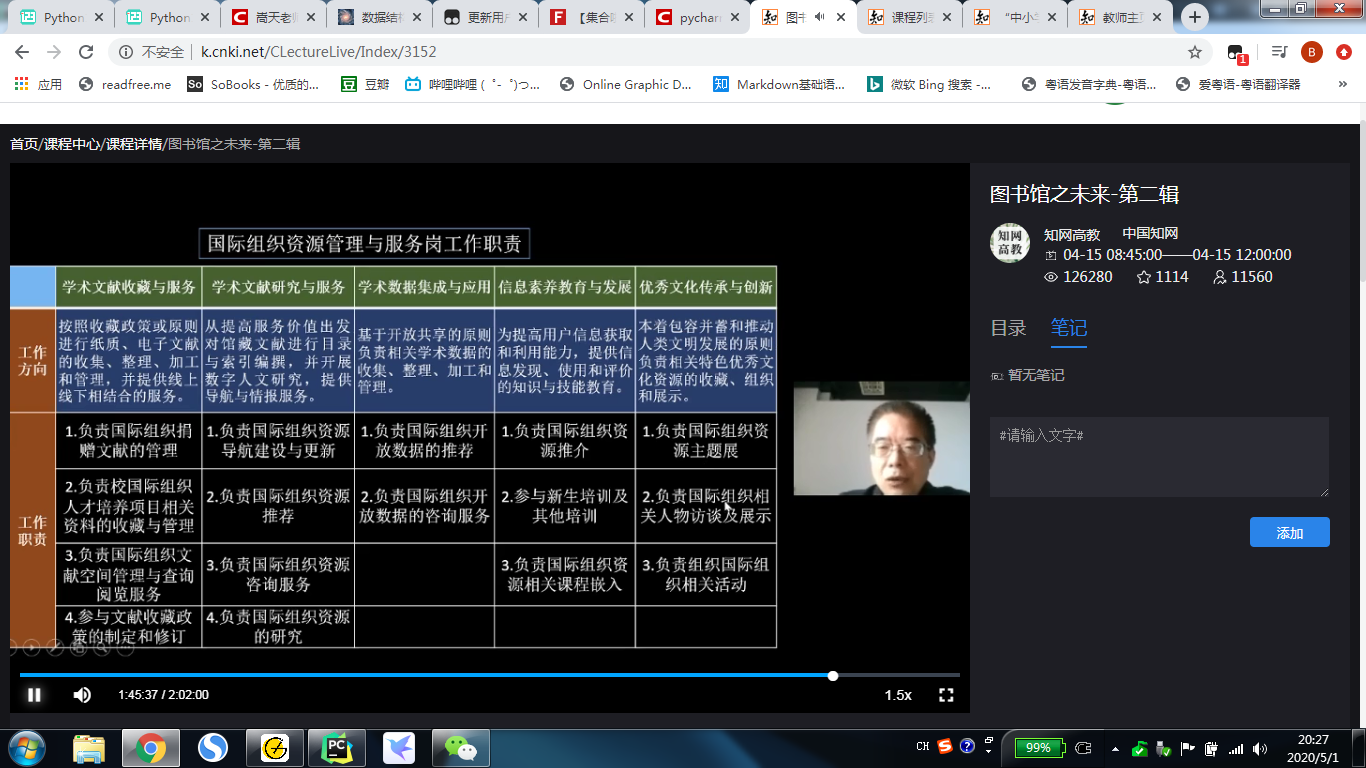 Python
Python
嵩天老师
数据结构
更新用户
【集合
pycharm
图书
课程列表
“中小学
教师主
不安全
k.cnki.net/CLectureLive/Index/3152
B
1
应用
readfree.me
SoBooks - 优质的...
豆瓣
哔哩哔哩 ( ゜- ゜)つ...
Online Graphic D...
Markdown基础语...
微软 Bing 搜索 -...
粤语发音字典-粤语...
爱粤语-粤语翻译器
»
首页/课程中心/课程详情/图书馆之未来-第二辑
国际组织资源管理与服务岗工作职责
学术文献收藏与服务
学术文献研究与服务
学术数据集成与应用
信息素养教育与发展
优秀文化传承与创新
工作
方向
按照收藏政策或原则
进行纸质、电子文献
的收集、整理、加工
和管理，并提供线上
线下相结合的服务。
从提高服务价值出发
对馆藏文献进行目录
与索引编撰，并开展
数字人文研究，提供
导航与情报服务。
基于开放共享的原则
负责相关学术数据的
收集、整理、加工和
管理。
为提高用户信息获取
和利用能力，提供信
息发现、使用和评价
的知识与技能教育。
本着包容并蓄和推动
人类文明发展的原则
负责相关特色优秀文
化资源的收藏、组织
和展示。
工作
职责
1.负责国际组织捐
赠文献的管理
1.负责国际组织资源
导航建设与更新
1.负责国际组织开
放数据的推荐
1.负责国际组织资
源推介
1.负责国际组织资
源主题展
2.负责校国际组织
人才培养项目相关
资料的收藏与管理
2.负责国际组织资源
推荐
2.负责国际组织开
放数据的咨询服务
2.参与新生培训及
其他培训
2.负责国际组织相
关人物访谈及展示
3.负责国际组织文
献空间管理与查询
阅览服务
3.负责国际组织资源
咨询服务
3.负责国际组织资
源相关课程嵌入
3.负责组织国际组
织相关活动
4.参与文献收藏政
策的制定和修订
4.负责国际组织资源
的研究
1:45:37 / 2:02:00
1.5x
图书馆之未来-第二辑
知网
高教
知网高教 中国知网
04-15 08:45:00——04-15 12:00:00
126280 1114 11560
目录 笔记
暂无笔记
#请输入文字#
添加
CH
99%
20:27
2020/5/1